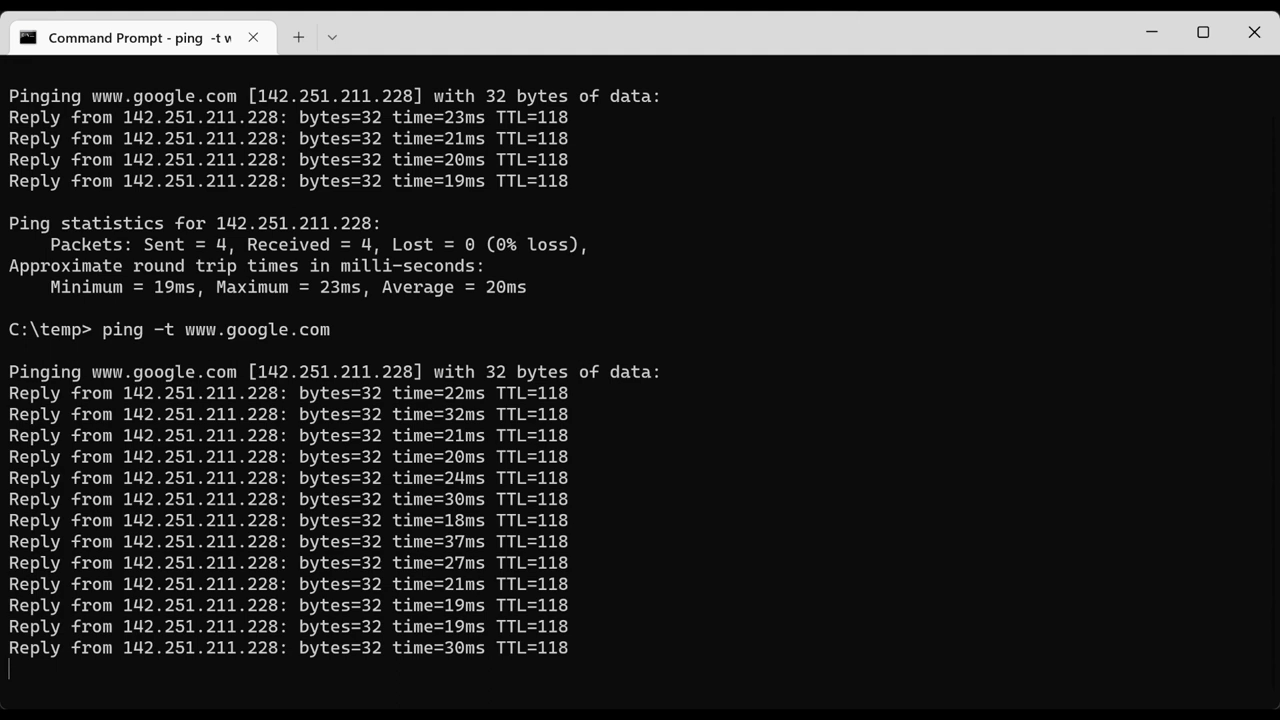 Command Prompt - ping -t w
Pinging www.google.com [142.251.211.228] with 32 bytes of data:
Reply from 142.251.211.228: bytes=32 time=23ms TTL=118
Reply from 142.251.211.228: bytes=32 time=21ms TTL=118
Reply from 142.251.211.228: bytes=32 time=20ms TTL=118
Reply from 142.251.211.228: bytes=32 time=19ms TTL=118
Ping statistics for 142.251.211.228:
Packets: Sent = 4, Received = 4, Lost = 0 (0% loss),
Approximate round trip times in milli-seconds:
Minimum = 19ms, Maximum = 23ms, Average = 20ms
C:\temp> ping -t www.google.com
Pinging www.google.com [142.251.211.228] with 32 bytes of data:
Reply from 142.251.211.228: bytes=32 time=22ms TTL=118
Reply from 142.251.211.228: bytes=32 time=32ms TTL=118
Reply from 142.251.211.228: bytes=32 time=21ms TTL=118
Reply from 142.251.211.228: bytes=32 time=20ms TTL=118
Reply from 142.251.211.228: bytes=32 time=24ms TTL=118
Reply from 142.251.211.228: bytes=32 time=30ms TTL=118
Reply from 142.251.211.228: bytes=32 time=18ms TTL=118
Reply from 142.251.211.228: bytes=32 time=37ms TTL=118
Reply from 142.251.211.228: bytes=32 time=27ms TTL=118
Reply from 142.251.211.228: bytes=32 time=21ms TTL=118
Reply from 142.251.211.228: bytes=32 time=19ms TTL=118
Reply from 142.251.211.228: bytes=32 time=19ms TTL=118
Reply from 142.251.211.228: bytes=32 time=30ms TTL=118